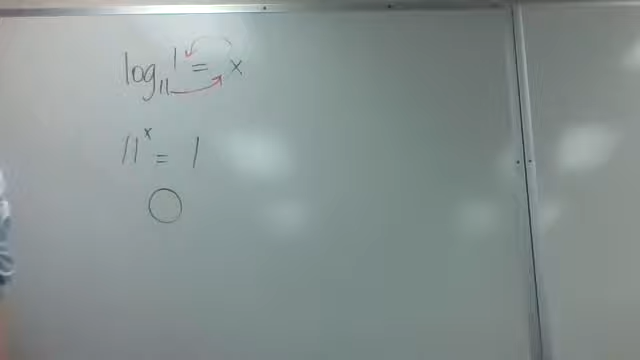 log₁₁ 1 = x
11ˣ = 1
0